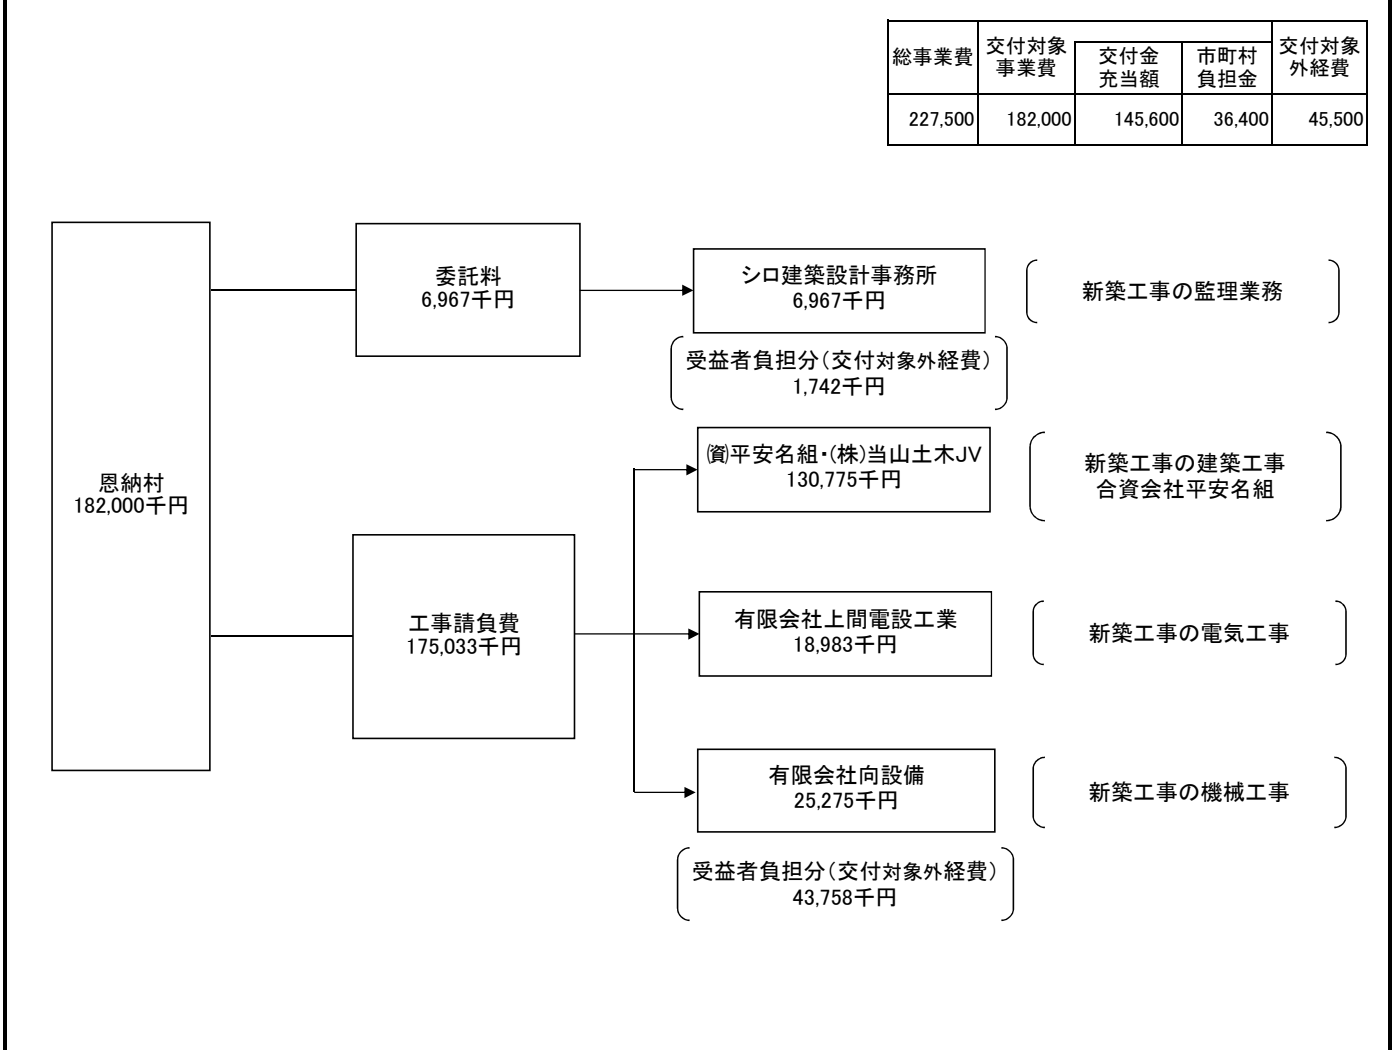 総事業費
交付対象
事業費
交付金
充当額
市町村
負担金
交付対象
外経費
227,500
182,000
145,600
36,400
45,500
委託料
6,967千円
シロ建築設計事務所
6,967千円
新築工事の監理業務
受益者負担分（交付対象外経費）
1,742千円
恩納村
182,000千円
㈾平安名組・(株)当山土木JV
130,775千円
新築工事の建築工事
合資会社平安名組
工事請負費
175,033千円
有限会社上間電設工業
18,983千円
新築工事の電気工事
有限会社向設備
25,275千円
新築工事の機械工事
受益者負担分（交付対象外経費）
43,758千円